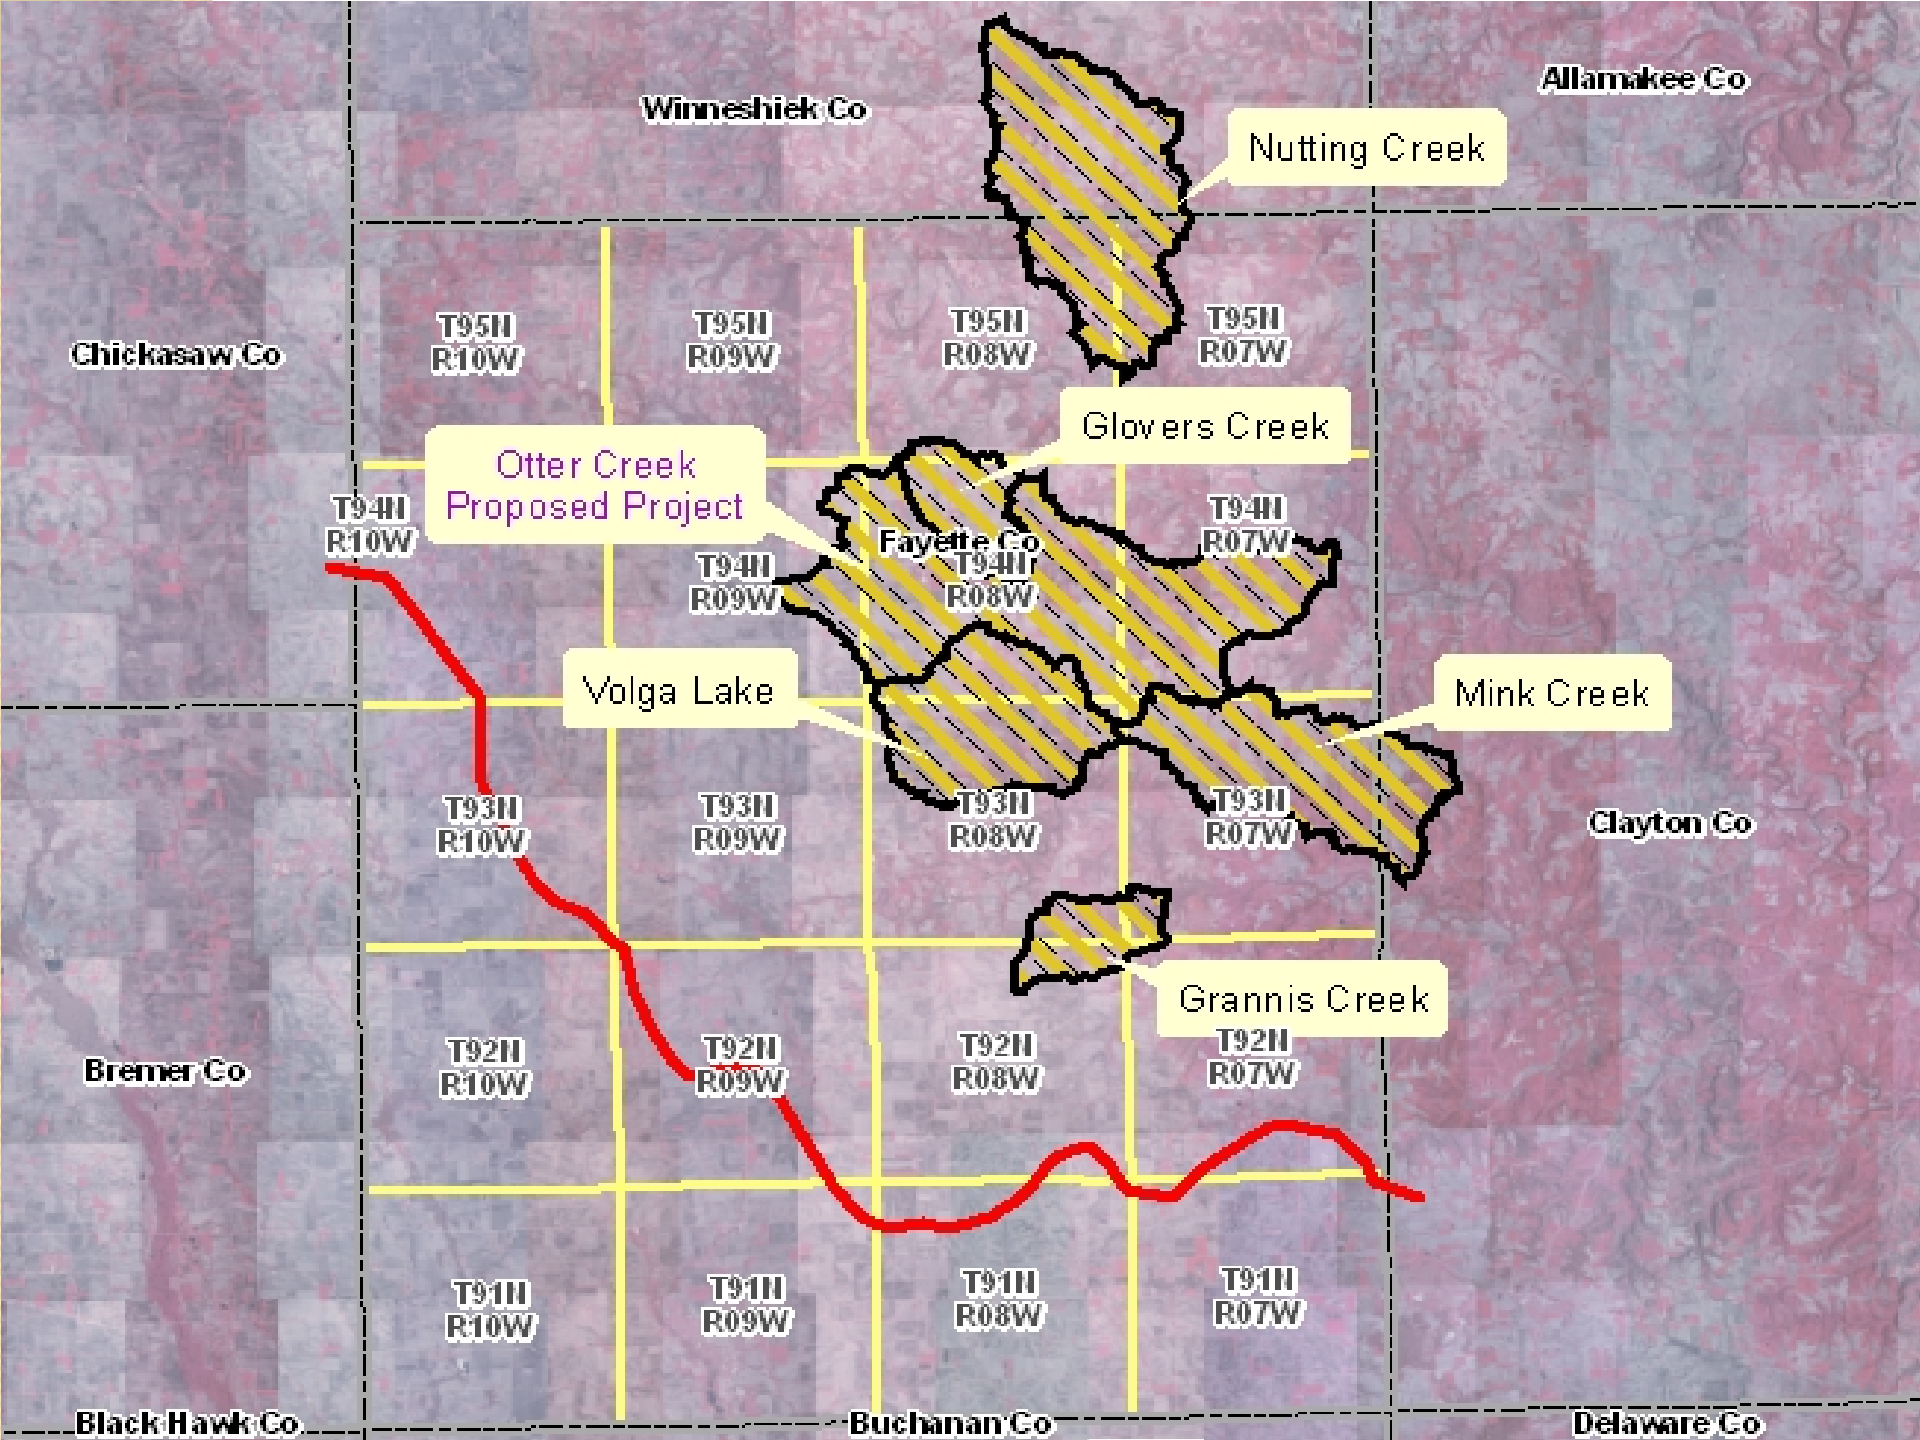 Allamakee Co
Winneshiek Co
Nutting Creek
T95N
R10W
T95N
R09W
T95N
R08W
T95N
R07W
Chickasaw Co
Glovers Creek
Otter Creek
Proposed Project
T94N
R10W
T94N
R09W
Fayette Co
T94N
R08W
T94N
R07W
Volga Lake
Mink Creek
T93N
R10W
T93N
R09W
T93N
R08W
T93N
R07W
Clayton Co
Grannis Creek
Bremer Co
T92N
R10W
T92N
R09W
T92N
R08W
T92N
R07W
T91N
R10W
T91N
R09W
T91N
R08W
T91N
R07W
Black Hawk Co
Buchanan Co
Delaware Co